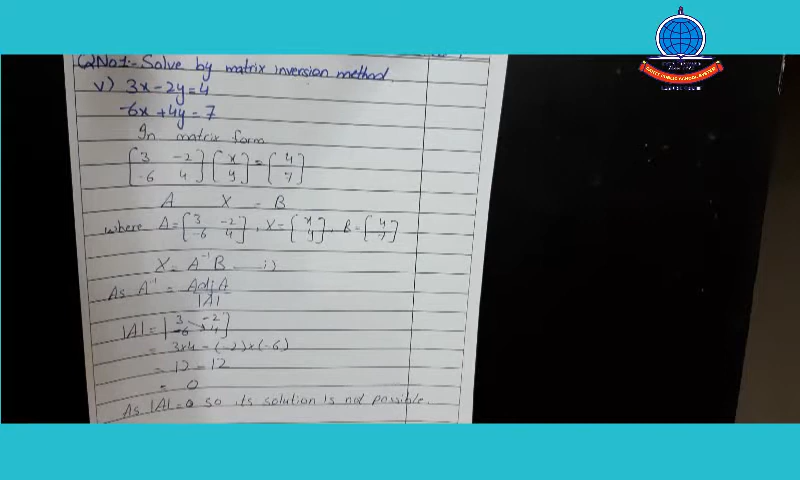 QNo1:- Solve by matrix inversion method.
v) 3x - 2y = 4
-6x + 4y = 7
In matrix form
[3 -2] [x] = [4]
[-6 4] [y] [7]
A X = B
where A = [3 -2], X = [x], B = [4]
[-6 4] [y] [7]
X = A⁻¹B — i)
As A⁻¹ = Adj A
|A|
|A| = |3 -2|
|-6 4|
= 3x4 - (-2)x(-6)
= 12 - 12
= 0
As |A| = 0 so its solution is not possible.